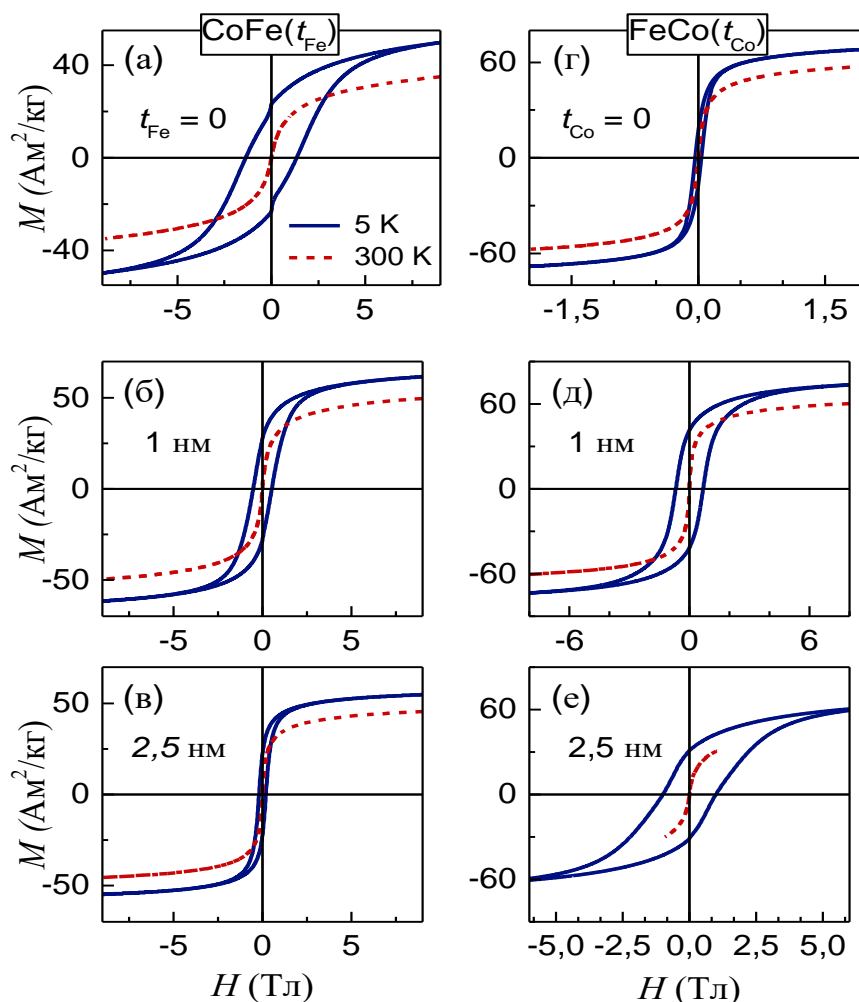 CoFe(tFe)
FeCo(tCo)
(а)
tFe = 0
5 K
300 K
M (Ам²/кг)
40
0
-40
-5
0
5
(г)
tCo = 0
60
0
-60
-1,5
0,0
1,5
(б)
1 нм
M (Ам²/кг)
50
0
-50
-5
0
5
(д)
1 нм
60
0
-60
-6
0
6
(в)
2,5 нм
M (Ам²/кг)
50
0
-50
-5
0
5
H (Тл)
(е)
2,5 нм
60
0
-60
-5,0
-2,5
0,0
2,5
5,0
H (Тл)